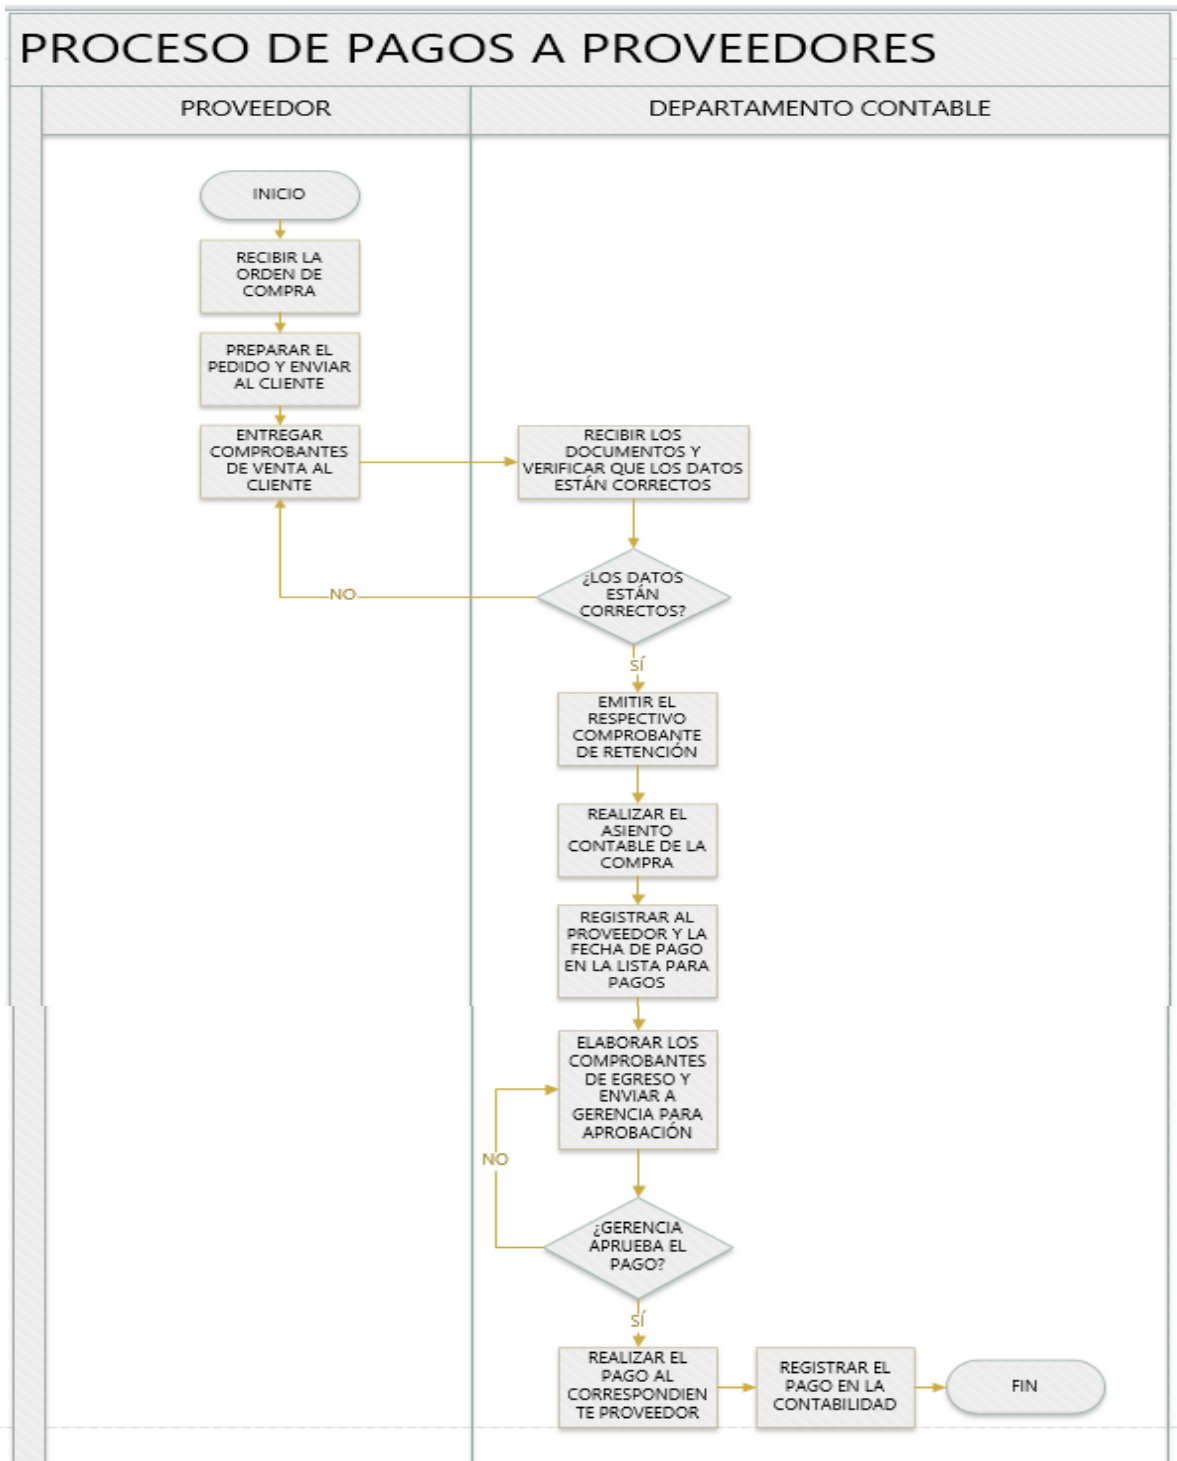 PROCESO DE PAGOS A PROVEEDORES
PROVEEDOR
DEPARTAMENTO CONTABLE
INICIO
RECIBIR LA
ORDEN DE
COMPRA
PREPARAR EL
PEDIDO Y ENVIAR
AL CLIENTE
ENTREGAR
COMPROBANTES
DE VENTA AL
CLIENTE
RECIBIR LOS
DOCUMENTOS Y
VERIFICAR QUE LOS DATOS
ESTÁN CORRECTOS
¿LOS DATOS
ESTÁN
CORRECTOS?
NO
SÍ
EMITIR EL
RESPECTIVO
COMPROBANTE
DE RETENCIÓN
REALIZAR EL
ASIENTO
CONTABLE DE LA
COMPRA
REGISTRAR AL
PROVEEDOR Y LA
FECHA DE PAGO
EN LA LISTA PARA
PAGOS
ELABORAR LOS
COMPROBANTES
DE EGRESO Y
ENVIAR A
GERENCIA PARA
APROBACIÓN
NO
¿GERENCIA
APRUEBA EL
PAGO?
SÍ
REALIZAR EL
PAGO AL
CORRESPONDIEN
TE PROVEEDOR
REGISTRAR EL
PAGO EN LA
CONTABILIDAD
FIN